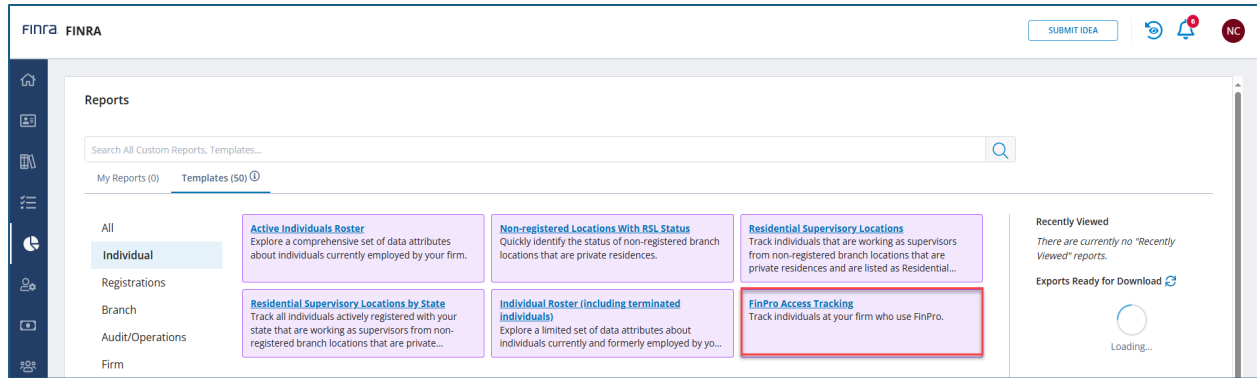 FINRA FINRA
SUBMIT IDEA
6
NC
Reports
Search All Custom Reports, Templates...
My Reports (0)
Templates (50)
All
Individual
Registrations
Branch
Audit/Operations
Firm
Active Individuals Roster
Explore a comprehensive set of data attributes
about individuals currently employed by your firm.
Non-registered Locations With RSL Status
Quickly identify the status of non-registered branch
locations that are private residences.
Residential Supervisory Locations
Track individuals that are working as supervisors
from non-registered branch locations that are
private residences and are listed as Residential...
Residential Supervisory Locations by State
Track all individuals actively registered with your
state that are working as supervisors from non-
registered branch locations that are private...
Individual Roster (including terminated
individuals)
Explore a limited set of data attributes about
individuals currently and formerly employed by yo...
FinPro Access Tracking
Track individuals at your firm who use FinPro.
Recently Viewed
There are currently no "Recently
Viewed" reports.
Exports Ready for Download
Loading...